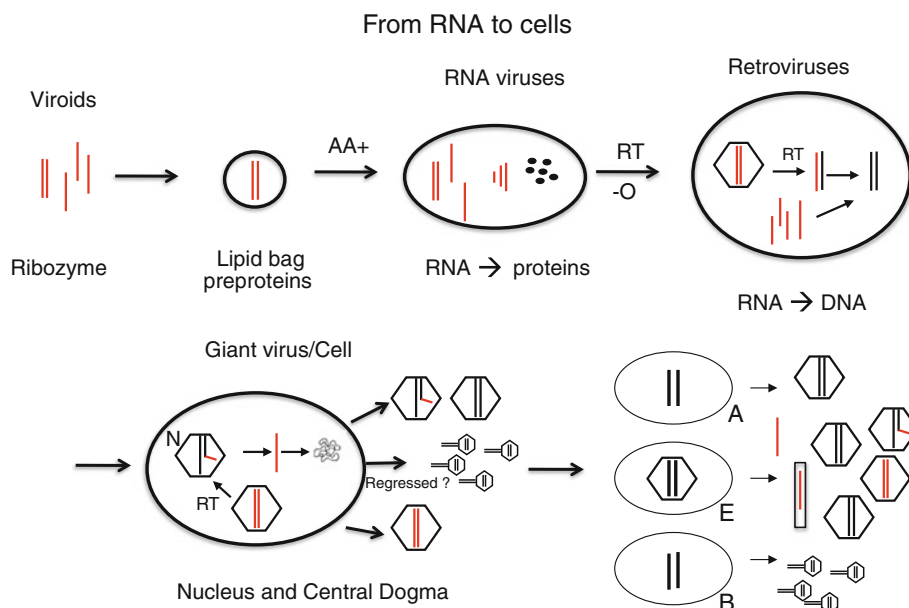 From RNA to cells
Viroids
RNA viruses
Retroviruses
AA+
RT
-O
RT
Ribozyme
Lipid bag
preproteins
RNA → proteins
RNA → DNA
Giant virus/Cell
N
RT
Regressed ?
A
E
B
Nucleus and Central Dogma